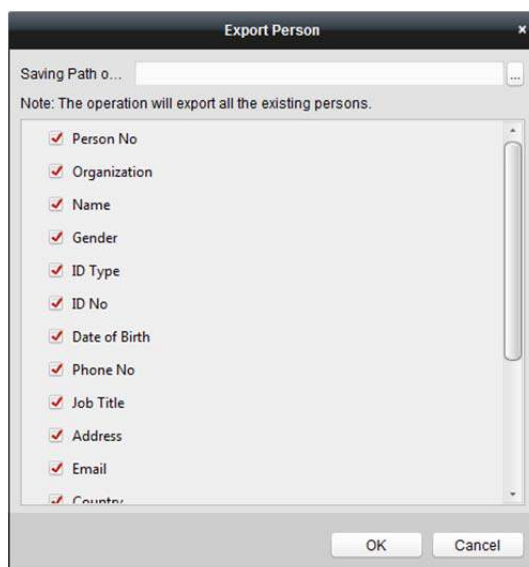 Export Person
Saving Path o...
...
Note: The operation will export all the existing persons.
Person No
Organization
Name
Gender
ID Type
ID No
Date of Birth
Phone No
Job Title
Address
Email
Country
OK
Cancel